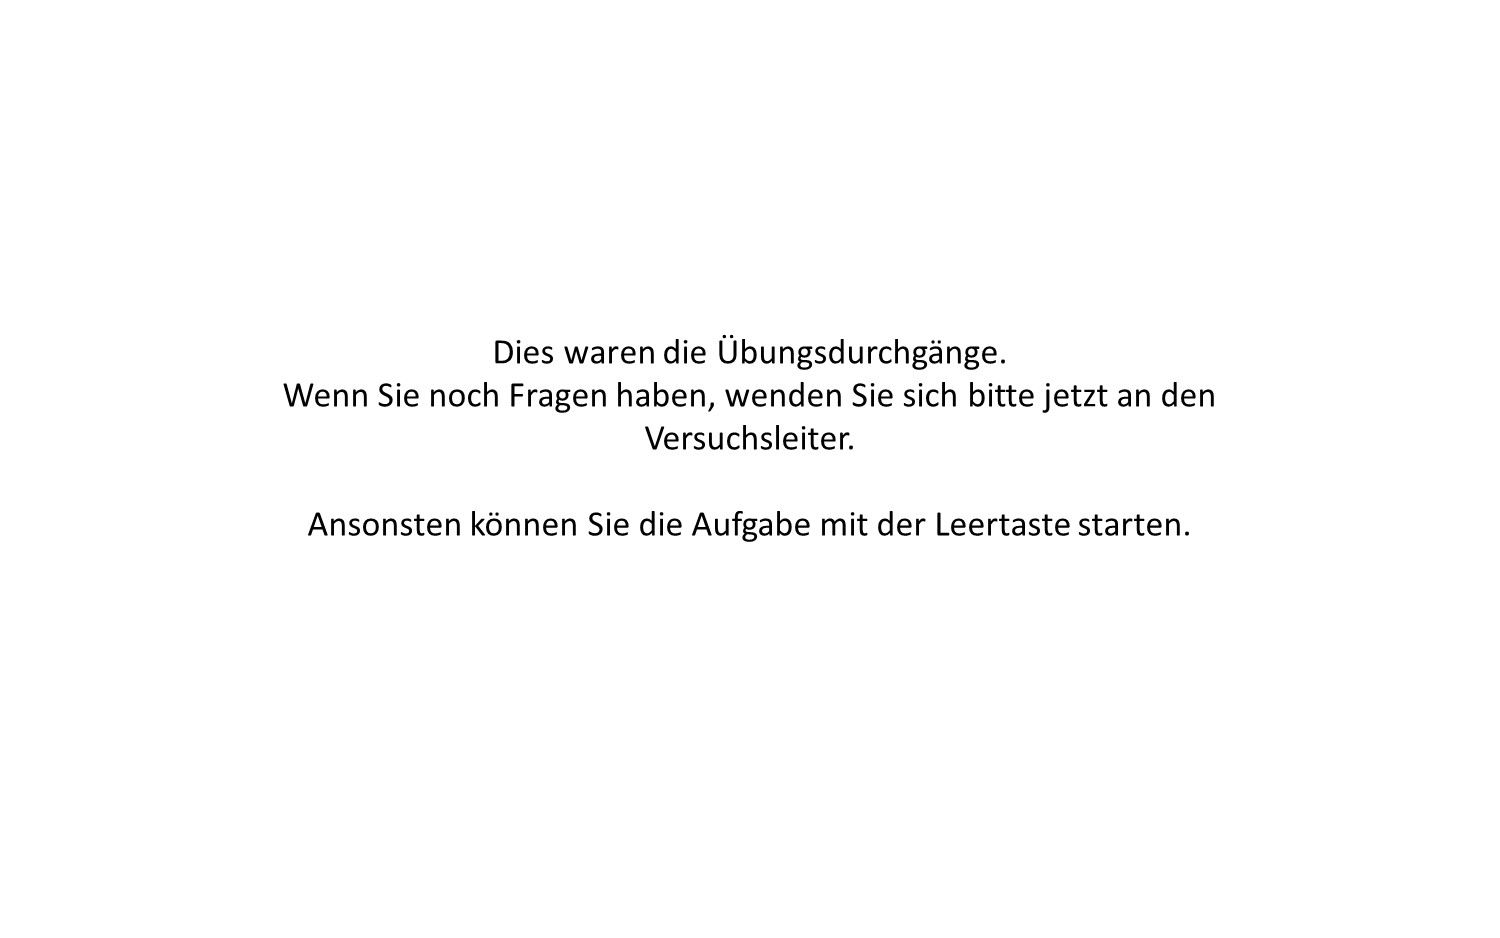 Dies waren die Übungsdurchgänge.
Wenn Sie noch Fragen haben, wenden Sie sich bitte jetzt an den
Versuchsleiter.
Ansonsten können Sie die Aufgabe mit der Leertaste starten.